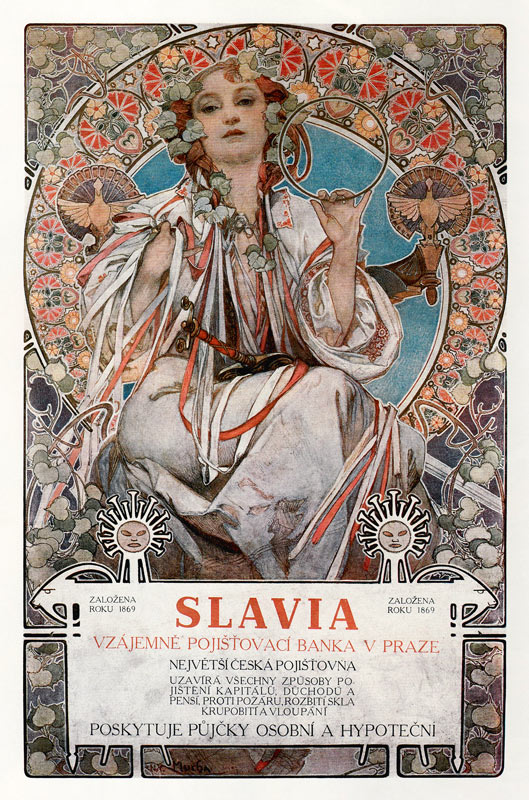 ZALOŽENA
ROKU 1869
SLAVIA
ZALOŽENA
ROKU 1869
VZÁJEMNĚ POJIŠŤOVACÍ BANKA V PRAZE
NEJVĚTŠÍ ČESKÁ POJIŠŤOVNA
UZAVÍRÁ VŠECHNY ZPŮSOBY PO-
JIŠTĚNÍ KAPITÁLŮ, DŮCHODŮ A
PENSÍ, PROTI POŽÁRU, ROZBITÍ SKLA
KRUPOBITÍ A VLOUPÁNÍ
POSKYTUJE PŮJČKY OSOBNÍ A HYPOTEČNÍ
Mucha